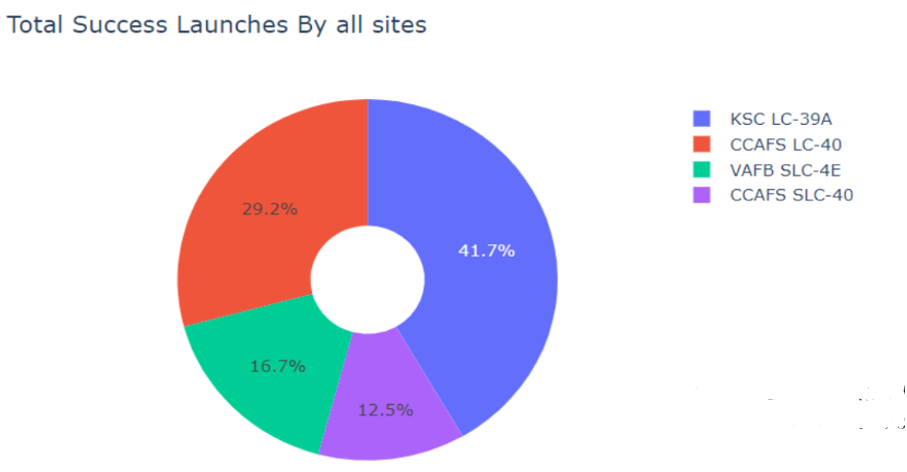 Total Success Launches By all sites
KSC LC-39A
CCAFS LC-40
VAFB SLC-4E
CCAFS SLC-40
29.2%
41.7%
16.7%
12.5%